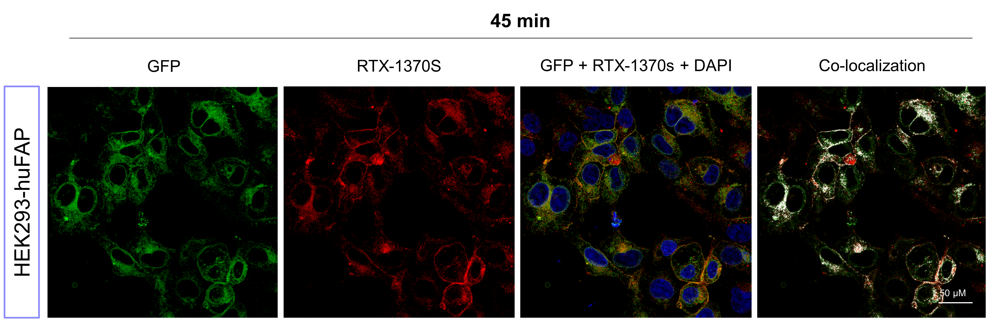 45 min
GFP
RTX-1370S
GFP + RTX-1370s + DAPI
Co-localization
HEK293-huFAP
50 µM